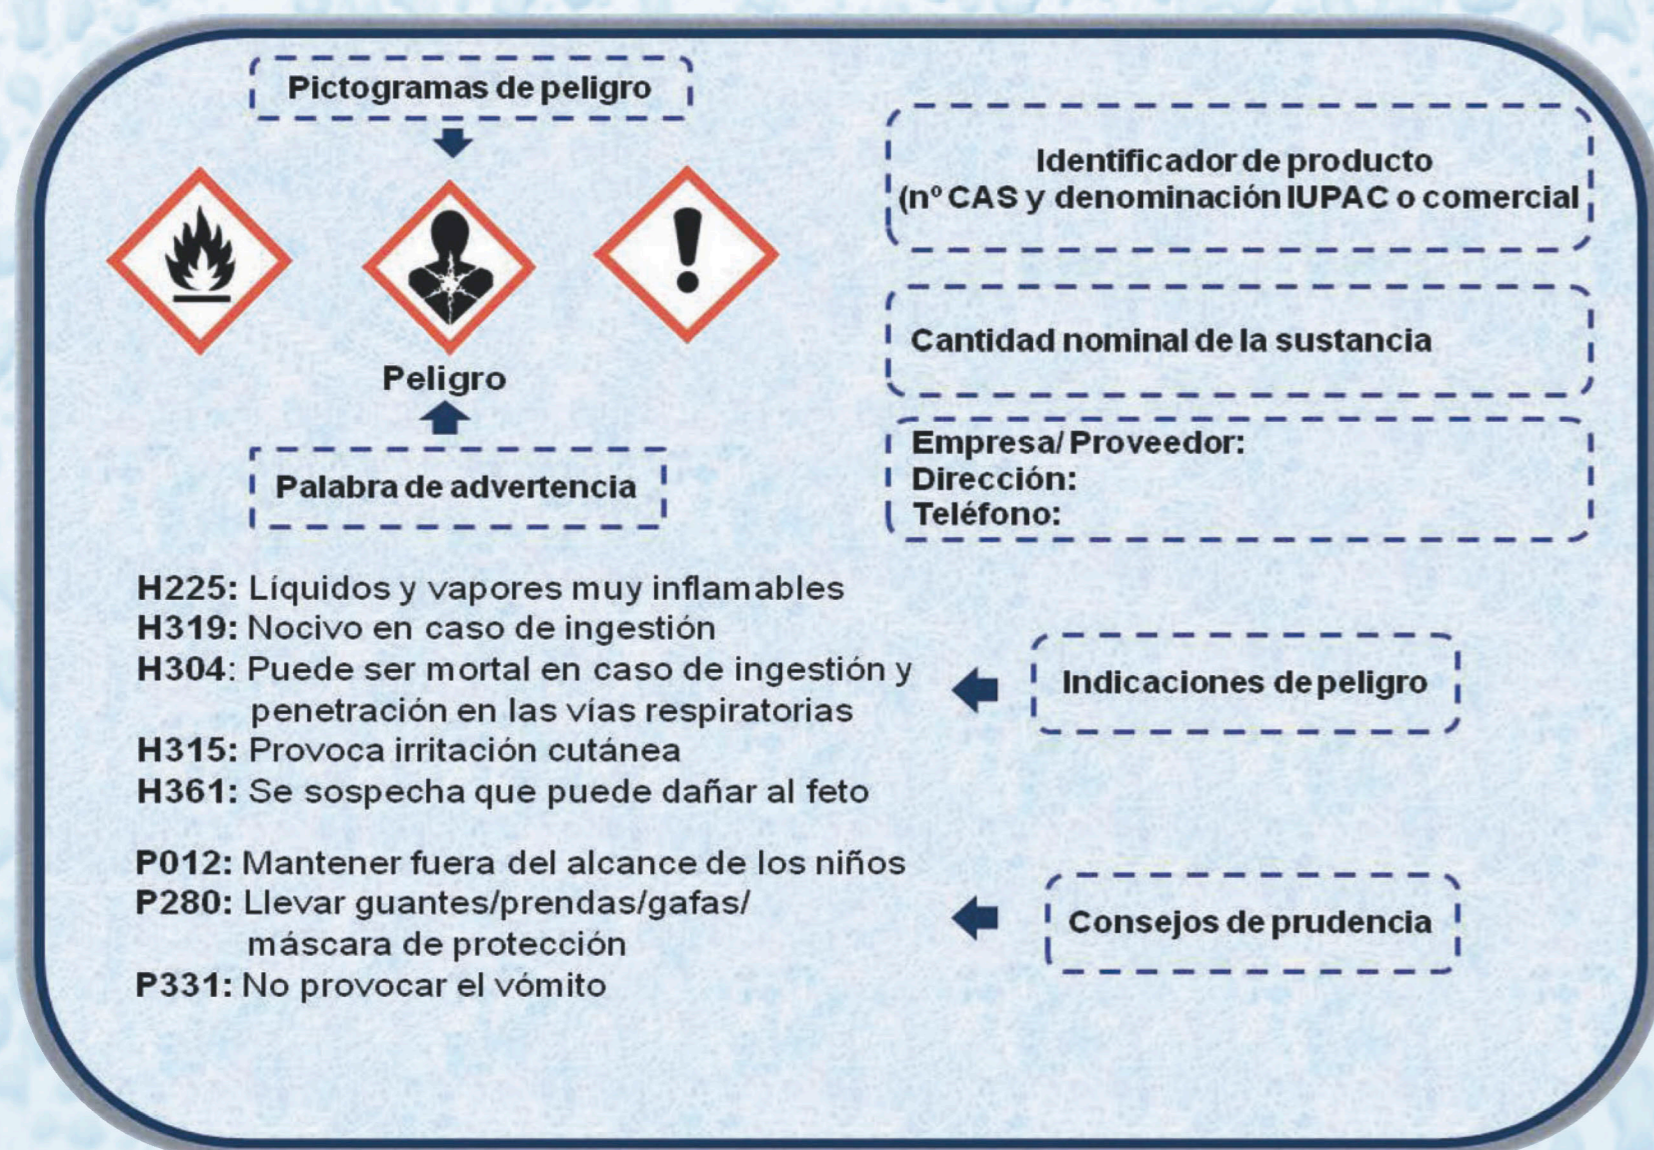 Pictogramas de peligro
Peligro
Palabra de advertencia
Identificador de producto
(nº CAS y denominación IUPAC o comercial
Cantidad nominal de la sustancia
Empresa/ Proveedor:
Dirección:
Teléfono:
H225: Líquidos y vapores muy inflamables
H319: Nocivo en caso de ingestión
H304: Puede ser mortal en caso de ingestión y
penetración en las vías respiratorias
H315: Provoca irritación cutánea
H361: Se sospecha que puede dañar al feto
Indicaciones de peligro
P012: Mantener fuera del alcance de los niños
P280: Llevar guantes/prendas/gafas/
máscara de protección
P331: No provocar el vómito
Consejos de prudencia